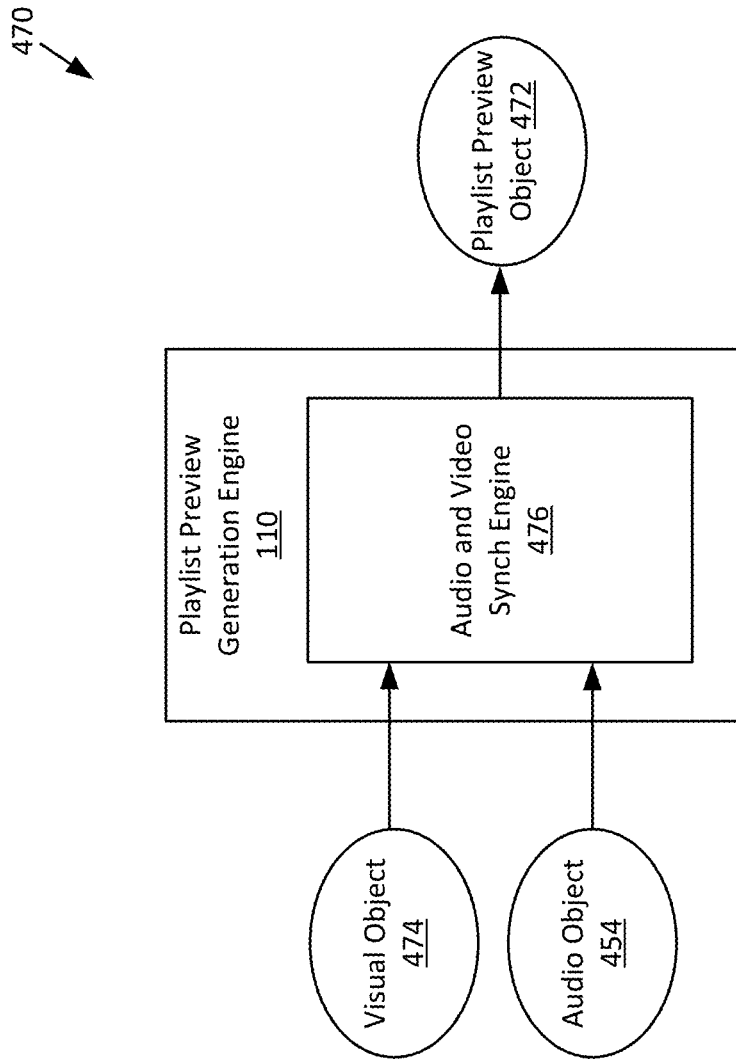 470
Playlist Preview
Generation Engine
110
Visual Object
474
Audio Object
454
Audio and Video
Synch Engine
476
Playlist Preview
Object 472